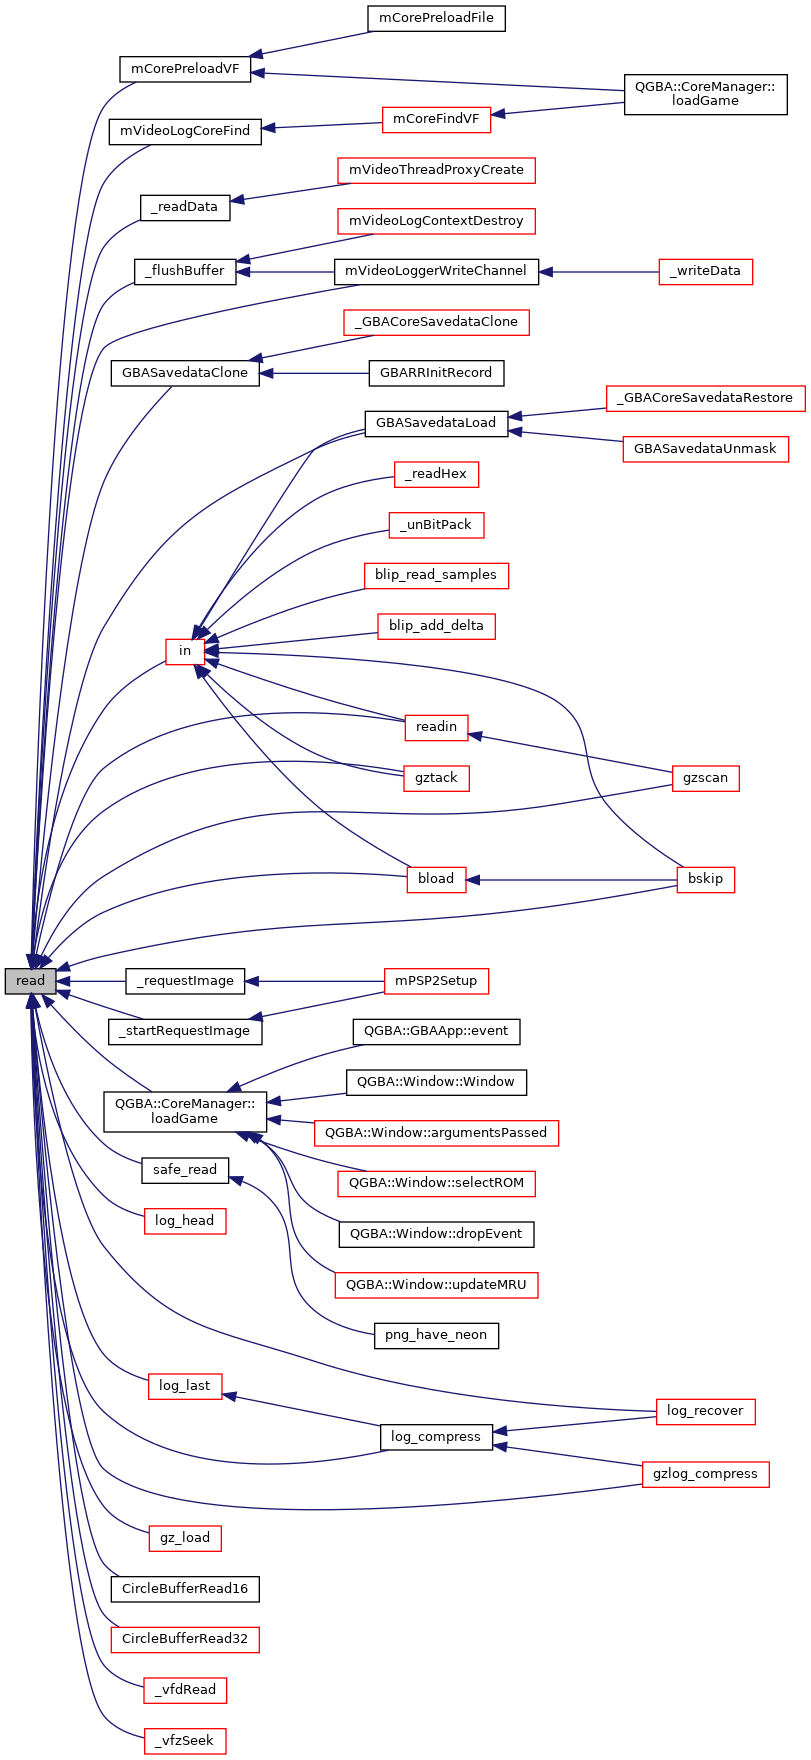 mCorePreloadFile
mCorePreloadVF
QGBA::CoreManager::
loadGame
mCoreFindVF
mVideoLogCoreFind
mVideoThreadProxyCreate
_readData
mVideoLogContextDestroy
_flushBuffer
mVideoLoggerWriteChannel
_writeData
_GBACoreSavedataClone
GBASavedataClone
GBARRInitRecord
_GBACoreSavedataRestore
GBASavedataLoad
GBASavedataUnmask
_readHex
_unBitPack
blip_read_samples
blip_add_delta
in
readin
gztack
gzscan
bload
bskip
read
_requestImage
mPSP2Setup
_startRequestImage
QGBA::GBAApp::event
QGBA::Window::Window
QGBA::CoreManager::
loadGame
QGBA::Window::argumentsPassed
safe_read
QGBA::Window::selectROM
log_head
QGBA::Window::dropEvent
QGBA::Window::updateMRU
png_have_neon
log_last
log_recover
log_compress
gzlog_compress
gz_load
CircleBufferRead16
CircleBufferRead32
_vfdRead
_vfzSeek